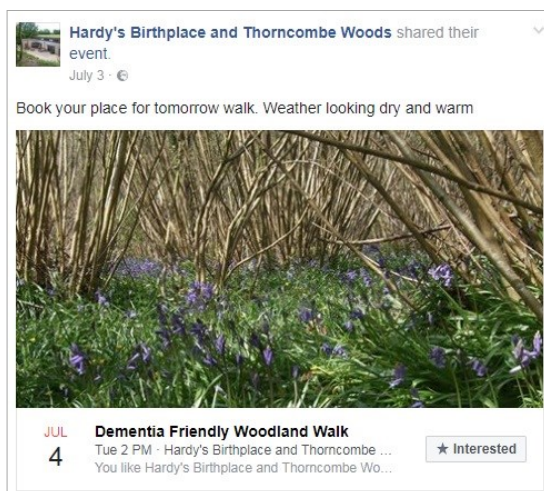 Hardy's Birthplace and Thorncombe Woods shared their
event.
July 3 ·
Book your place for tomorrow walk. Weather looking dry and warm
JUL
4
Dementia Friendly Woodland Walk
Tue 2 PM · Hardy's Birthplace and Thorncombe ...
You like Hardy's Birthplace and Thorncombe Wo...
★ Interested